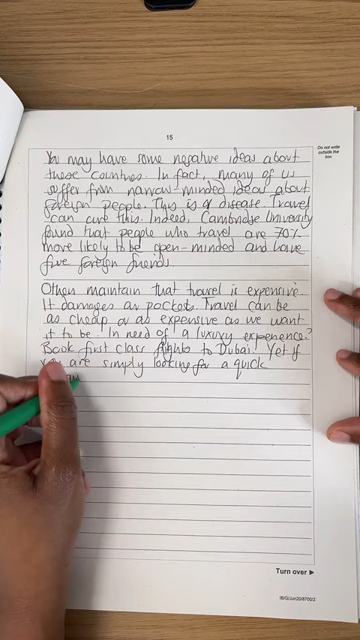 15
Do not write
outside the
box
You may have some negative ideas about
these countries. In fact, many of us
suffer from narrow-minded ideas about
foreign people. This is a disease. Travel
can cure this. Indeed, Cambridge University
found that people who travel are 70%
more likely to be open-minded and have
five foreign friends.
Others maintain that travel is expensive.
It damages our pockets. Travel can be
as cheap or as expensive as we want
it to be! In need of a luxury experience?
Book first class flights to Dubai! Yet if
you are simply looking for a quick
Turn over ►
IB/G/Jun20/8700/2